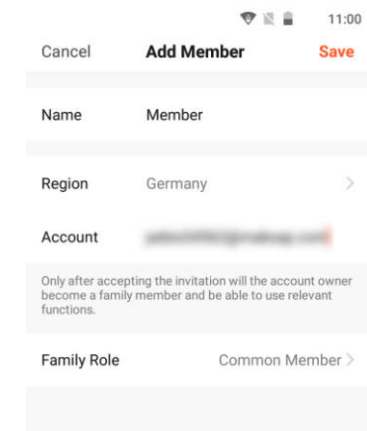 11:00
Cancel Add Member Save
Name Member
Region Germany
Account
Only after accepting the invitation will the account owner
become a family member and be able to use relevant
functions.
Family Role Common Member